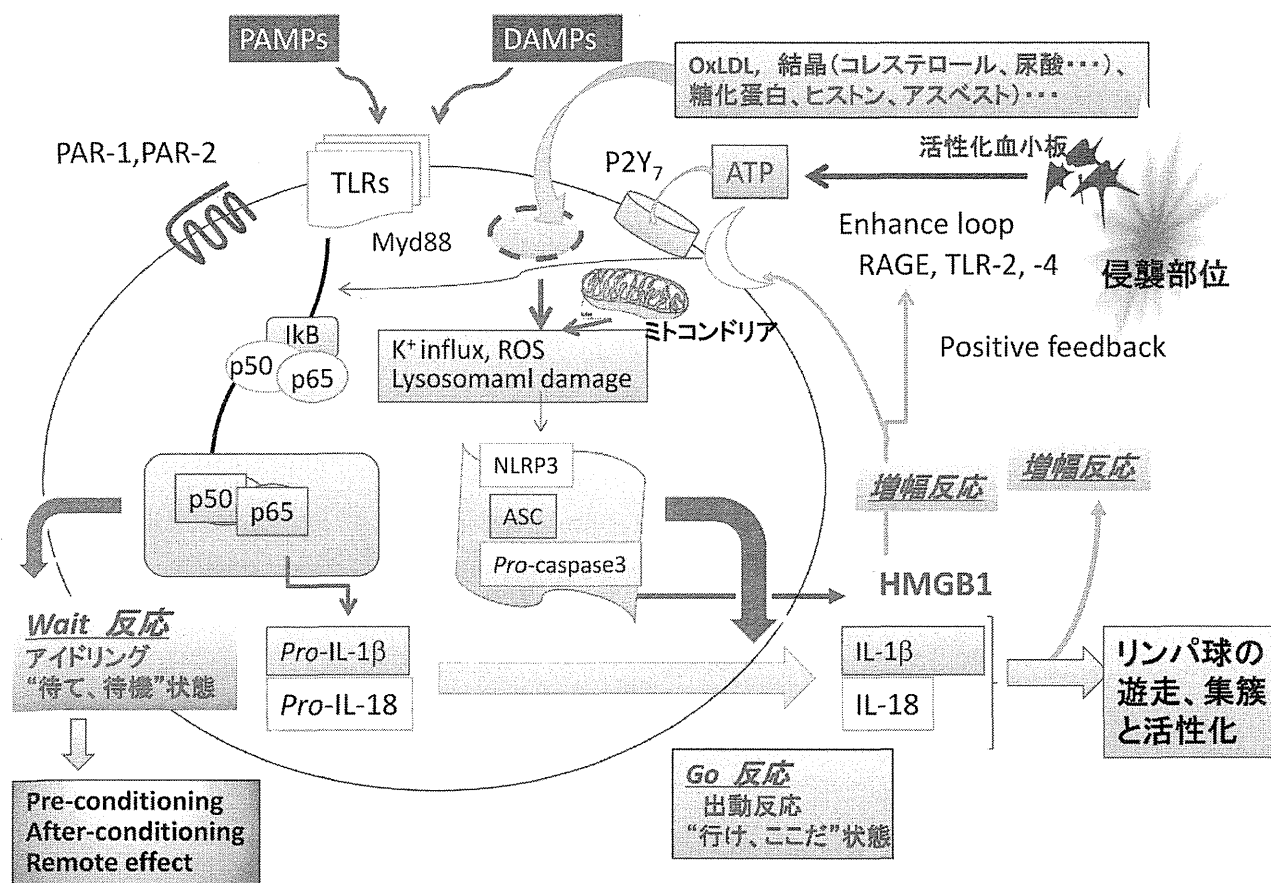 PAMPs
DAMPs
OxLDL, 結晶(コレステロール、尿酸･･･)、
糖化蛋白、ヒストン、アスベスト)･･･
PAR-1,PAR-2
TLRs
Myd88
P2Y7
ATP
活性化血小板
侵襲部位
Enhance loop
RAGE, TLR-2, -4
Positive feedback
IkB
p50
p65
ミトコンドリア
K+ influx, ROS
Lysosomaml damage
NLRP3
ASC
Pro-caspase3
p50
p65
増幅反応
増幅反応
HMGB1
Wait 反応
アイドリング
“待て、待機”状態
Pro-IL-1β
Pro-IL-18
IL-1β
IL-18
リンパ球の
遊走、集簇
と活性化
Go 反応
出動反応
“行け、ここだ”状態
Pre-conditioning
After-conditioning
Remote effect